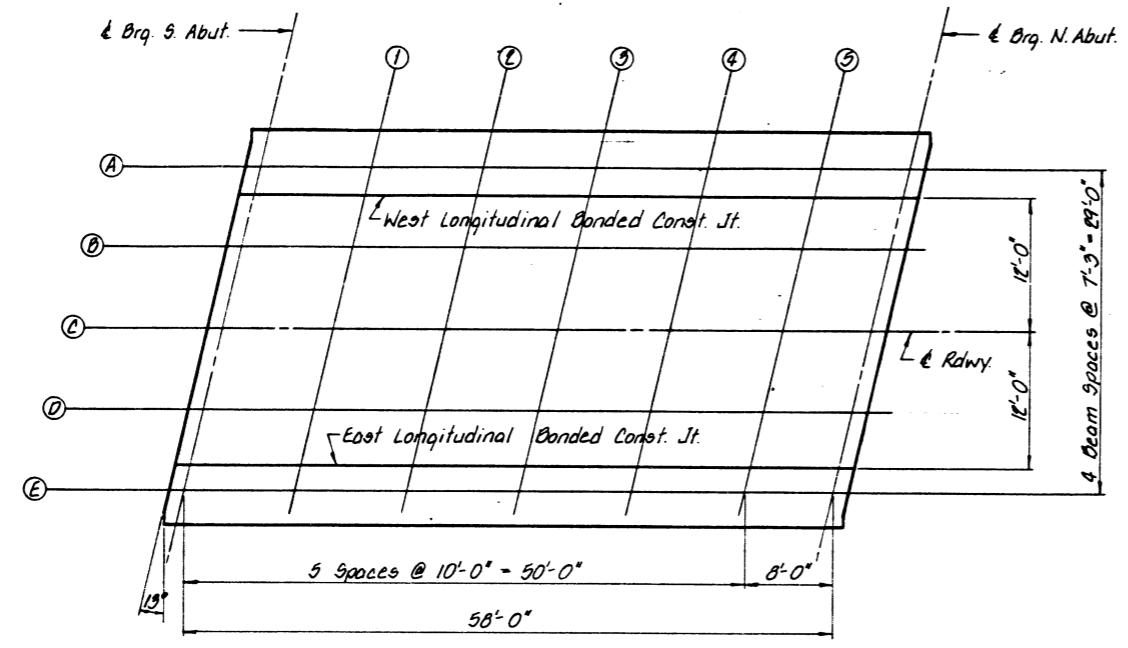 ℄ Brg. S. Abut.
℄ Brg. N. Abut.
1 2 3 4 5
A
West Longitudinal Bonded Const. Jt.
B
12'-0"
4 Beam Spaces @ 7'-3" = 29'-0"
C
℄ Rdwy.
12'-0"
D
East Longitudinal Bonded Const. Jt.
E
5 Spaces @ 10'-0" = 50'-0"
8'-0"
13°
58'-0"